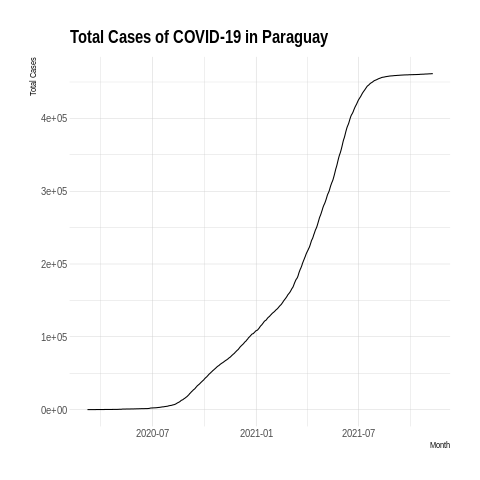 Total Cases of COVID-19 in Paraguay
Total Cases
4e+05
3e+05
2e+05
1e+05
0e+00
2020-07 2021-01 2021-07
Month